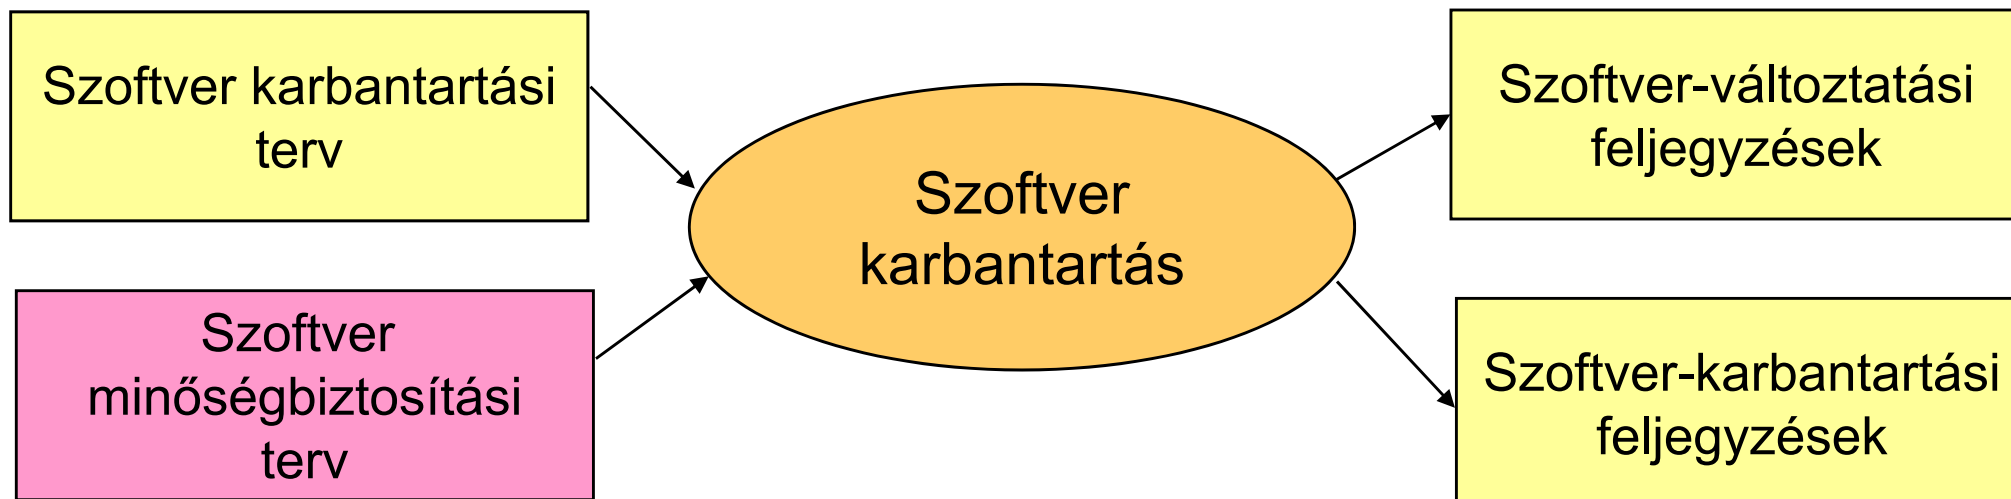 Szoftver karbantartási
terv
Szoftver
minőségbiztosítási
terv
Szoftver
karbantartás
Szoftver-változtatási
feljegyzések
Szoftver-karbantartási
feljegyzések